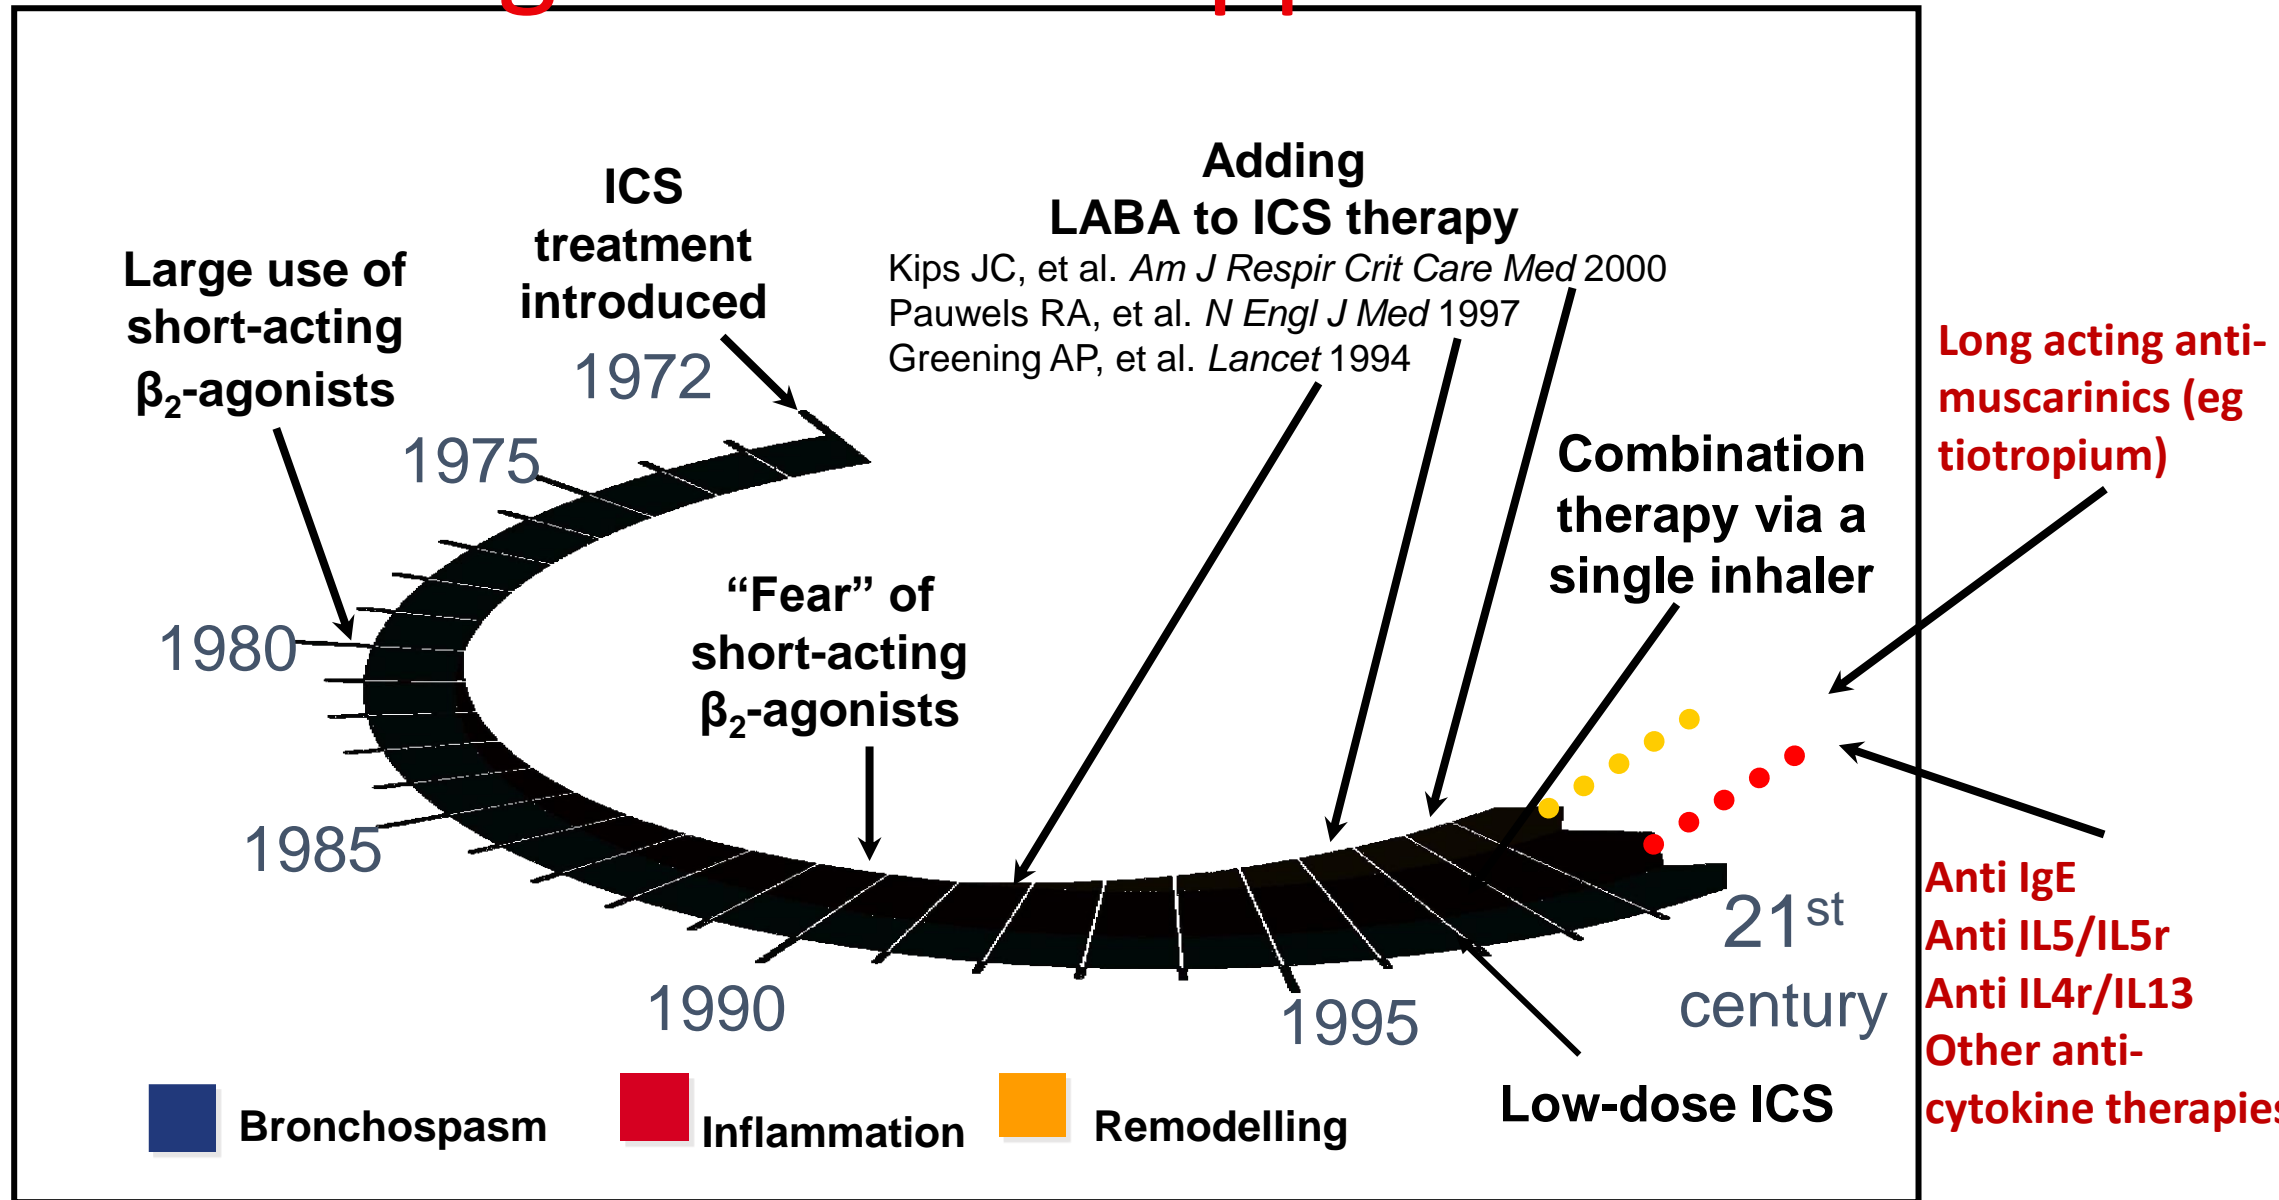 Large use of
short-acting
β₂-agonists
ICS
treatment
introduced
1972
Adding
LABA to ICS therapy
Kips JC, et al. Am J Respir Crit Care Med 2000
Pauwels RA, et al. N Engl J Med 1997
Greening AP, et al. Lancet 1994
Long acting anti-
muscarinics (eg
tiotropium)
1975
Combination
therapy via a
single inhaler
“Fear” of
short-acting
β₂-agonists
1980
1985
1990
1995
21st
century
Anti IgE
Anti IL5/IL5r
Anti IL4r/IL13
Other anti-
cytokine therapies
Low-dose ICS
Bronchospasm
Inflammation
Remodelling